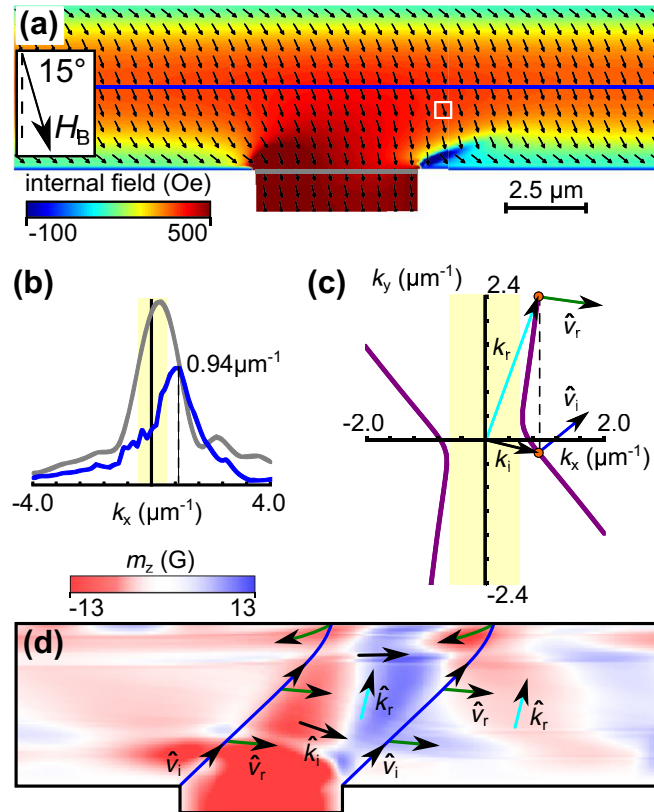 (a)
15°
H_B
internal field (Oe)
-100 500
2.5 μm
(b)
0.94μm⁻¹
-4.0 4.0
k_x (μm⁻¹)
(c)
k_y (μm⁻¹)
2.4
k_r
v̂_r
v̂_i
-2.0 2.0
k_i
k_x (μm⁻¹)
-2.4
m_z (G)
-13 13
(d)
k̂_r
v̂_r
k̂_r
k̂_i
v̂_i
v̂_r
v̂_i